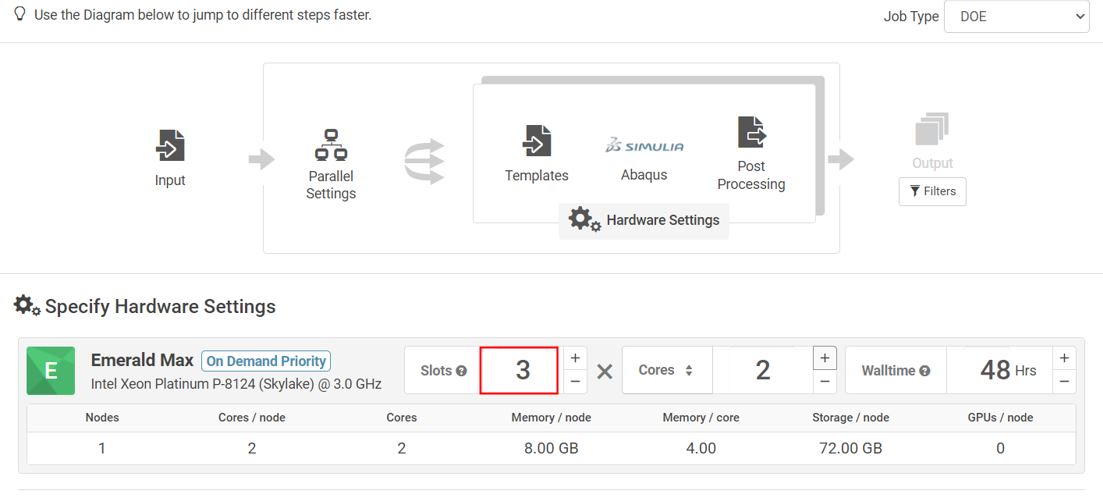 Use the Diagram below to jump to different steps faster.
Job Type DOE
Input
Parallel
Settings
Templates
SIMULIA
Abaqus
Post
Processing
Output
Filters
Hardware Settings
Specify Hardware Settings
E
Emerald Max On Demand Priority
Intel Xeon Platinum P-8124 (Skylake) @ 3.0 GHz
Slots ? 3 + − × Cores 2 + − Walltime ? 48 Hrs + −
Nodes Cores / node Cores Memory / node Memory / core Storage / node GPUs / node
1 2 2 8.00 GB 4.00 72.00 GB 0